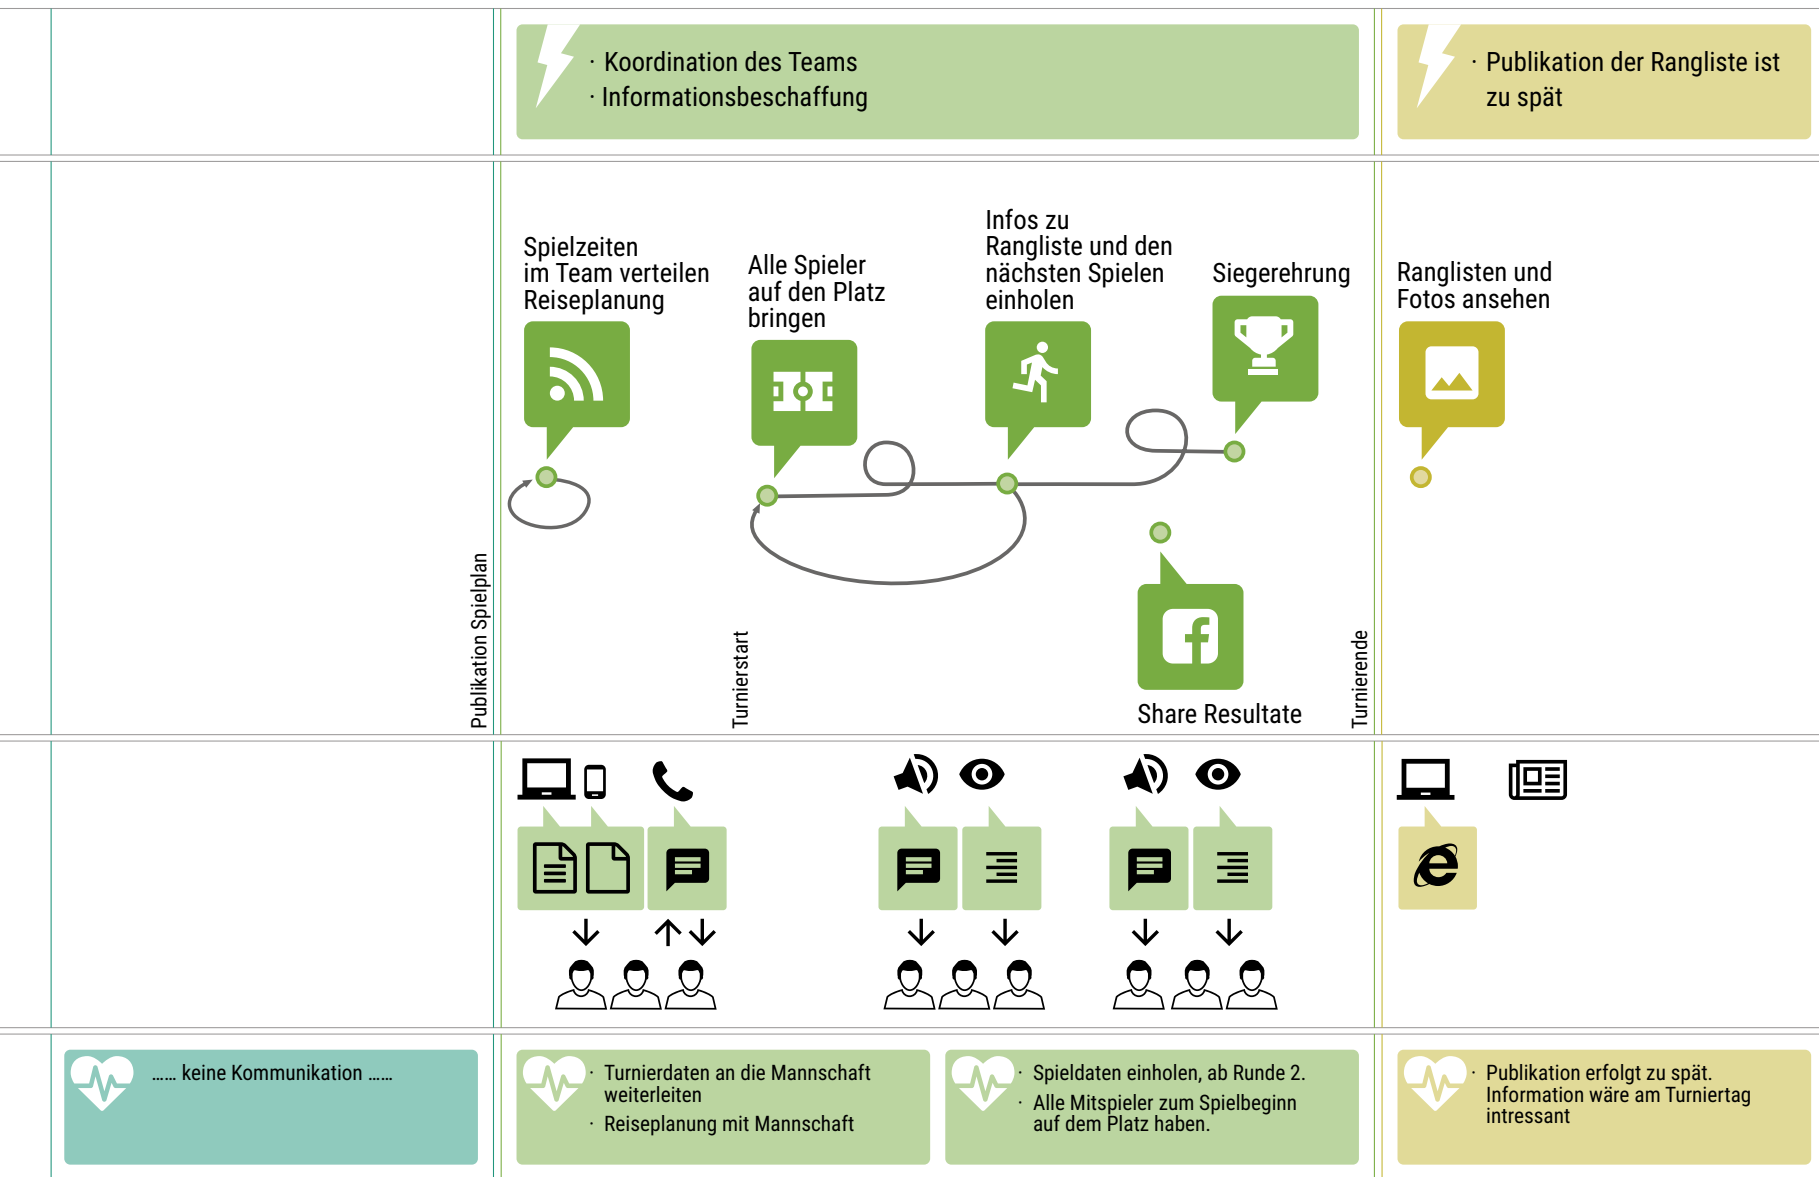 · Koordination des Teams
· Informationsbeschaffung
· Publikation der Rangliste ist
zu spät
Spielzeiten
im Team verteilen
Reiseplanung
Alle Spieler
auf den Platz
bringen
Infos zu
Rangliste und den
nächsten Spielen
einholen
Siegerehrung
Ranglisten und
Fotos ansehen
Publikation Spielplan
Turnierstart
Share Resultate
Turnierende
...... keine Kommunikation ......
· Turnierdaten an die Mannschaft
weiterleiten
· Reiseplanung mit Mannschaft
· Spieldaten einholen, ab Runde 2.
· Alle Mitspieler zum Spielbeginn
auf dem Platz haben.
· Publikation erfolgt zu spät.
Information wäre am Turniertag
intressant